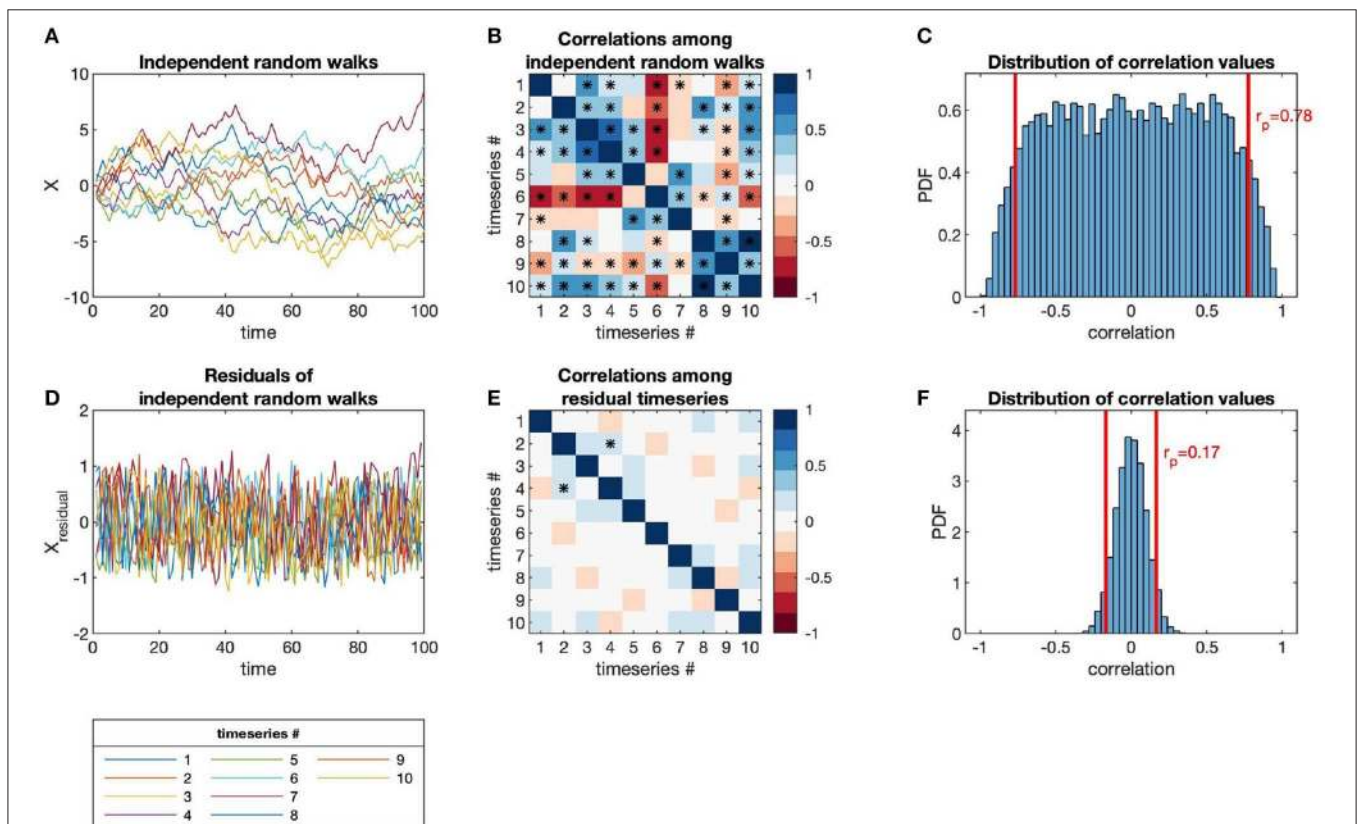 A
Independent random walks
10
5
0
-5
-10
X
0 20 40 60 80 100
time
B
Correlations among
independent random walks
1
2
3
4
5
6
7
8
9
10
timeseries #
1 2 3 4 5 6 7 8 9 10
timeseries #
1
0.5
0
-0.5
-1
C
Distribution of correlation values
0.6
0.4
0.2
0
PDF
r_p=0.78
-1 -0.5 0 0.5 1
correlation
D
Residuals of
independent random walks
2
1
0
-1
-2
X_residual
0 20 40 60 80 100
time
E
Correlations among
residual timeseries
1
2
3
4
5
6
7
8
9
10
timeseries #
1 2 3 4 5 6 7 8 9 10
timeseries #
1
0.5
0
-0.5
-1
F
Distribution of correlation values
4
3
2
1
0
PDF
r_p=0.17
-1 -0.5 0 0.5 1
correlation
timeseries #
1 5 9
2 6 10
3 7
4 8